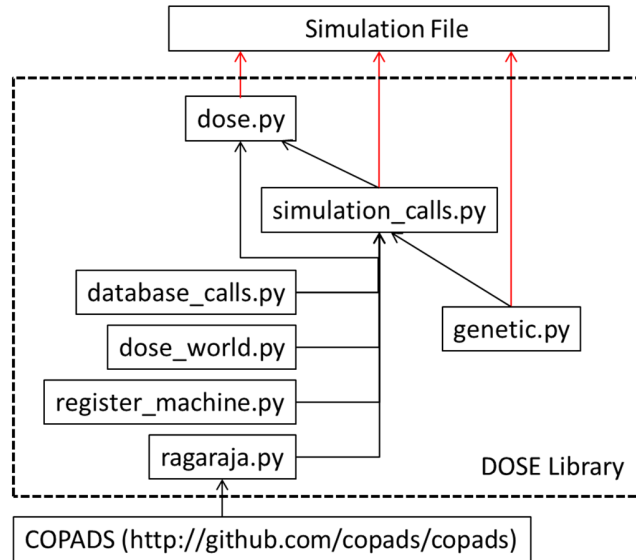 Simulation File
dose.py
simulation_calls.py
database_calls.py
genetic.py
dose_world.py
register_machine.py
ragaraja.py
DOSE Library
COPADS (http://github.com/copads/copads)